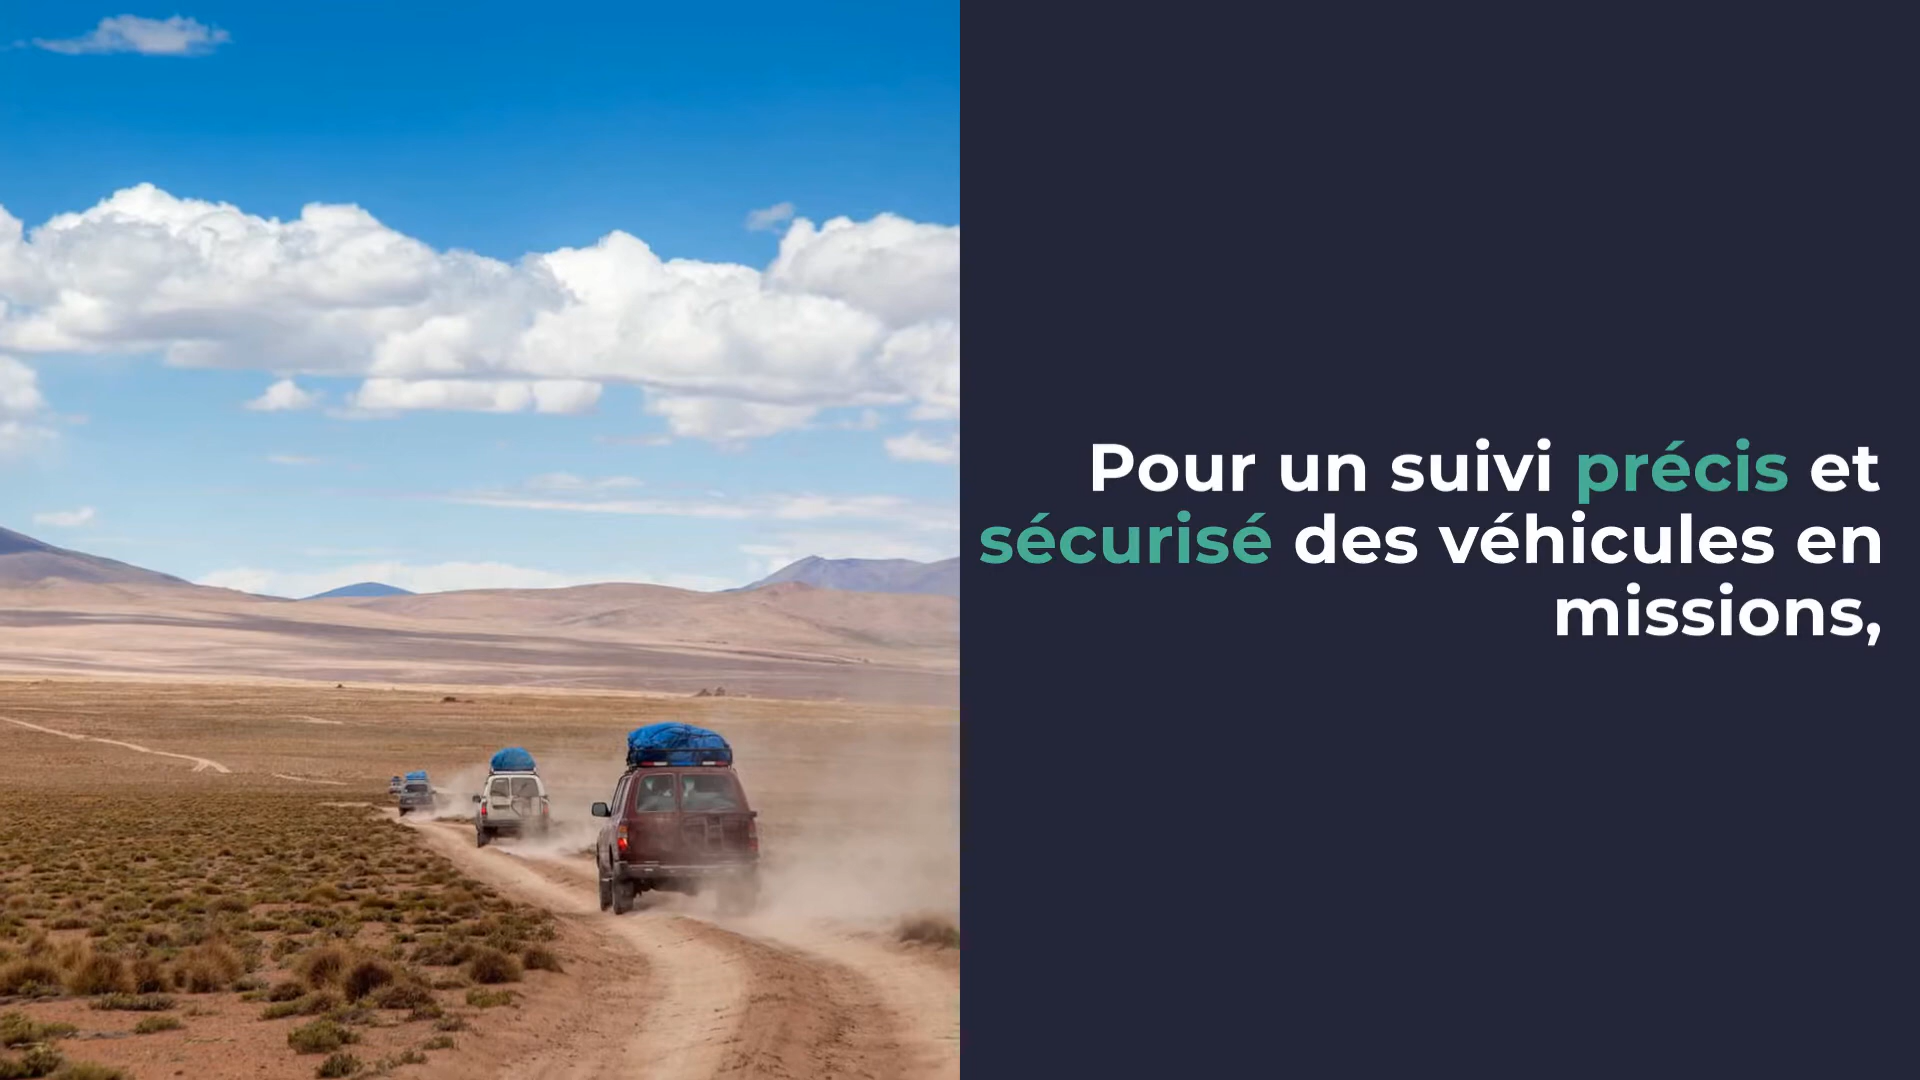 Pour un suivi précis et
sécurisé des véhicules en
missions,